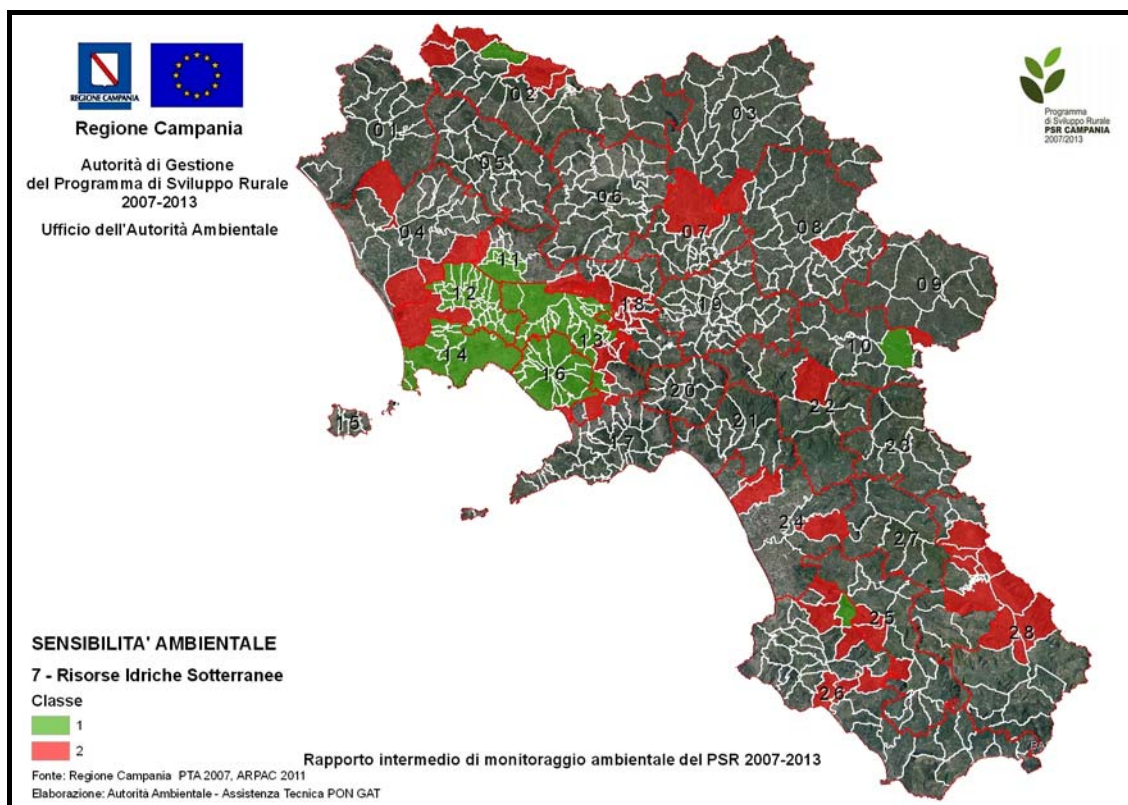 REGIONE CAMPANIA
Regione Campania
Autorità di Gestione
del Programma di Sviluppo Rurale
2007-2013
Ufficio dell'Autorità Ambientale
Programma
di Sviluppo Rurale
PSR CAMPANIA
2007/2013
02
03
01
05
06
04
07
08
11
09
12
18
19
13
10
14
16
20
22
15
21
17
23
24
27
25
28
26
SENSIBILITA' AMBIENTALE
7 - Risorse Idriche Sotterranee
Classe
1
2
Rapporto intermedio di monitoraggio ambientale del PSR 2007-2013
Fonte: Regione Campania PTA 2007, ARPAC 2011
Elaborazione: Autorità Ambientale - Assistenza Tecnica PON GAT